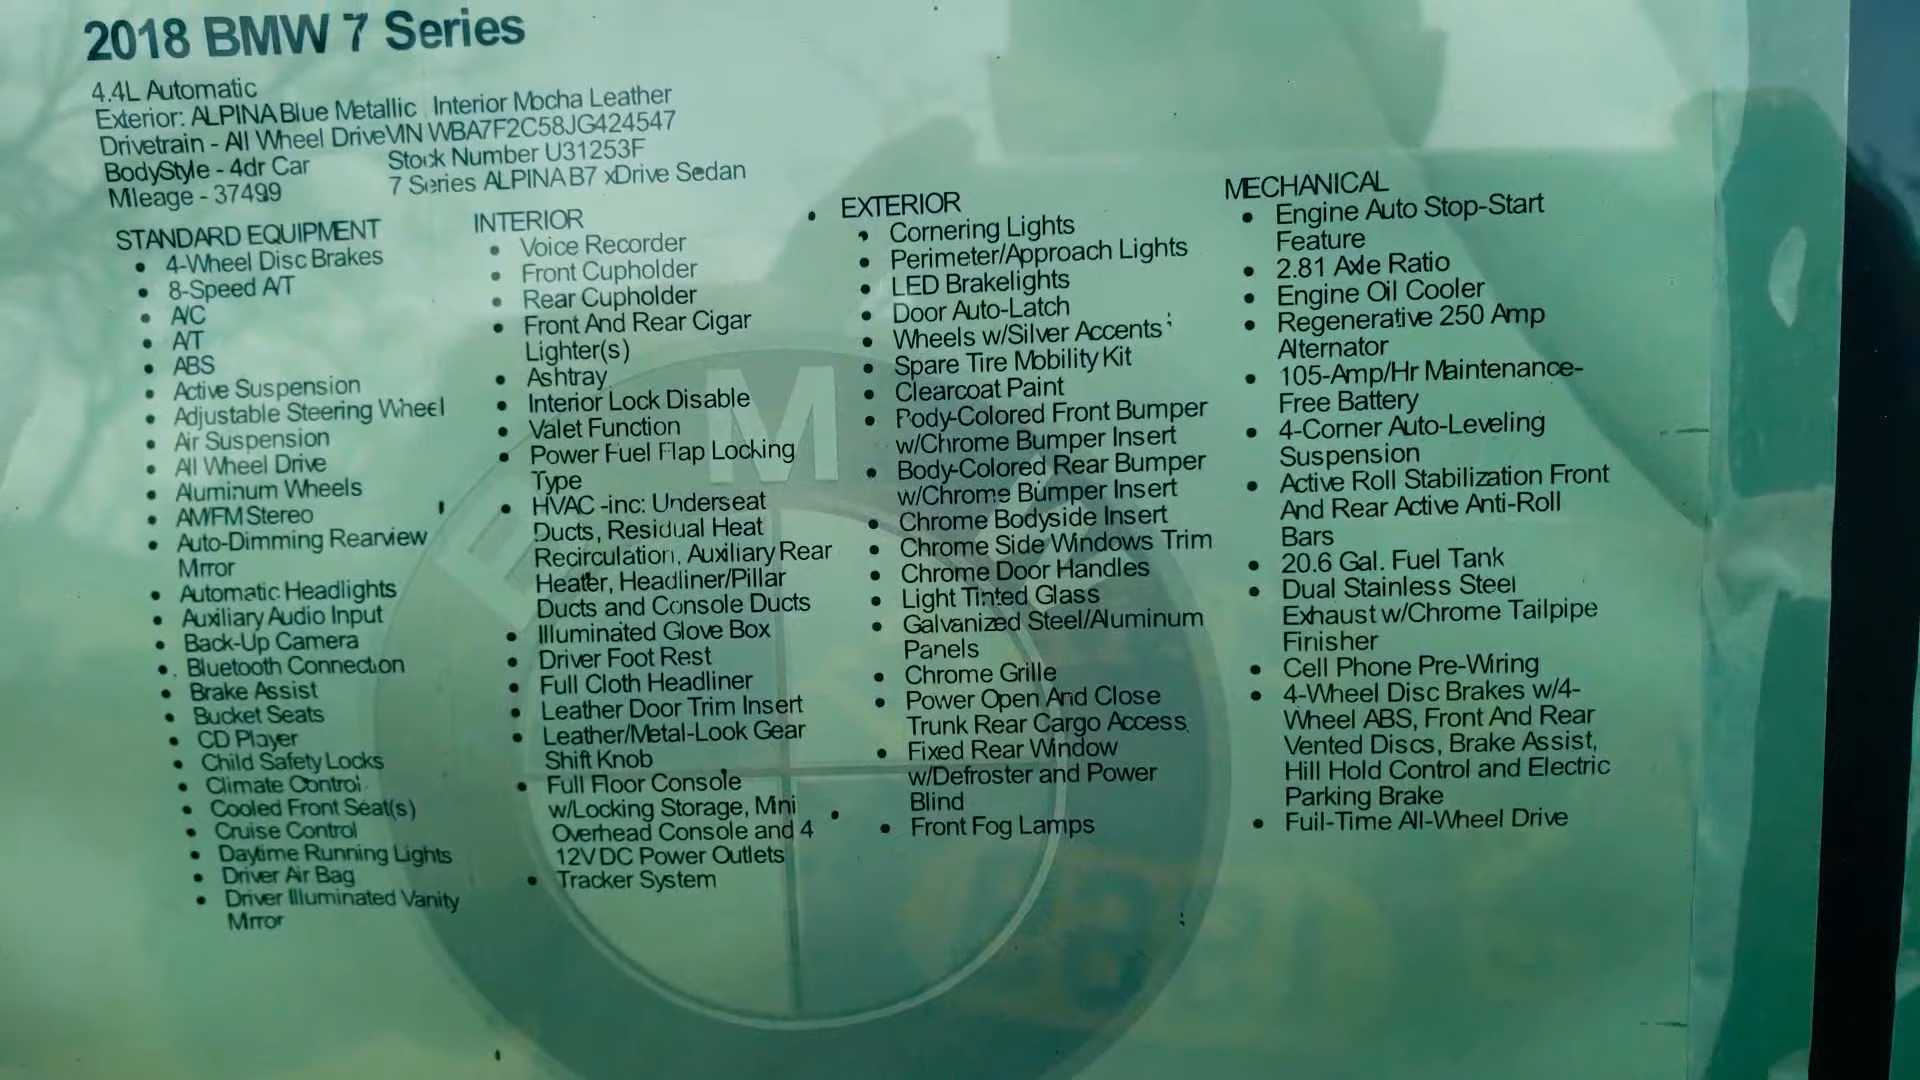 2018 BMW 7 Series
4.4L Automatic
Exterior: ALPINA Blue Metallic Interior Mocha Leather
Drivetrain - All Wheel Drive VIN WBA7F2C58JG424547
BodyStyle - 4dr Car Stock Number U31253F
Mileage - 37499 7 Series ALPINA B7 xDrive Sedan
STANDARD EQUIPMENT
• 4-Wheel Disc Brakes
• 8-Speed A/T
• A/C
• A/T
• ABS
• Active Suspension
• Adjustable Steering Wheel
• Air Suspension
• All Wheel Drive
• Aluminum Wheels
• AM/FM Stereo
• Auto-Dimming Rearview
Mirror
• Automatic Headlights
• Auxiliary Audio Input
• Back-Up Camera
• Bluetooth Connection
• Brake Assist
• Bucket Seats
• CD Player
• Child Safety Locks
• Climate Control
• Cooled Front Seat(s)
• Cruise Control
• Daytime Running Lights
• Driver Air Bag
• Driver Illuminated Vanity
Mirror
INTERIOR
• Voice Recorder
• Front Cupholder
• Rear Cupholder
• Front And Rear Cigar
Lighter(s)
• Ashtray
• Interior Lock Disable
• Valet Function
• Power Fuel Flap Locking
Type
• HVAC -inc: Underseat
Ducts, Residual Heat
Recirculation, Auxiliary Rear
Heater, Headliner/Pillar
Ducts and Console Ducts
• Illuminated Glove Box
• Driver Foot Rest
• Full Cloth Headliner
• Leather Door Trim Insert
• Leather/Metal-Look Gear
Shift Knob
• Full Floor Console
w/Locking Storage, Mini
Overhead Console and 4
12V DC Power Outlets
• Tracker System
EXTERIOR
• Cornering Lights
• Perimeter/Approach Lights
• LED Brakelights
• Door Auto-Latch
• Wheels w/Silver Accents
• Spare Tire Mobility Kit
• Clearcoat Paint
• Body-Colored Front Bumper
w/Chrome Bumper Insert
• Body-Colored Rear Bumper
w/Chrome Bumper Insert
• Chrome Bodyside Insert
• Chrome Side Windows Trim
• Chrome Door Handles
• Light Tinted Glass
• Galvanized Steel/Aluminum
Panels
• Chrome Grille
• Power Open And Close
Trunk Rear Cargo Access
• Fixed Rear Window
w/Defroster and Power
Blind
• Front Fog Lamps
MECHANICAL
• Engine Auto Stop-Start
Feature
• 2.81 Axle Ratio
• Engine Oil Cooler
• Regenerative 250 Amp
Alternator
• 105-Amp/Hr Maintenance-
Free Battery
• 4-Corner Auto-Leveling
Suspension
• Active Roll Stabilization Front
And Rear Active Anti-Roll
Bars
• 20.6 Gal. Fuel Tank
• Dual Stainless Steel
Exhaust w/Chrome Tailpipe
Finisher
• Cell Phone Pre-Wiring
• 4-Wheel Disc Brakes w/4-
Wheel ABS, Front And Rear
Vented Discs, Brake Assist,
Hill Hold Control and Electric
Parking Brake
• Full-Time All-Wheel Drive
B M W